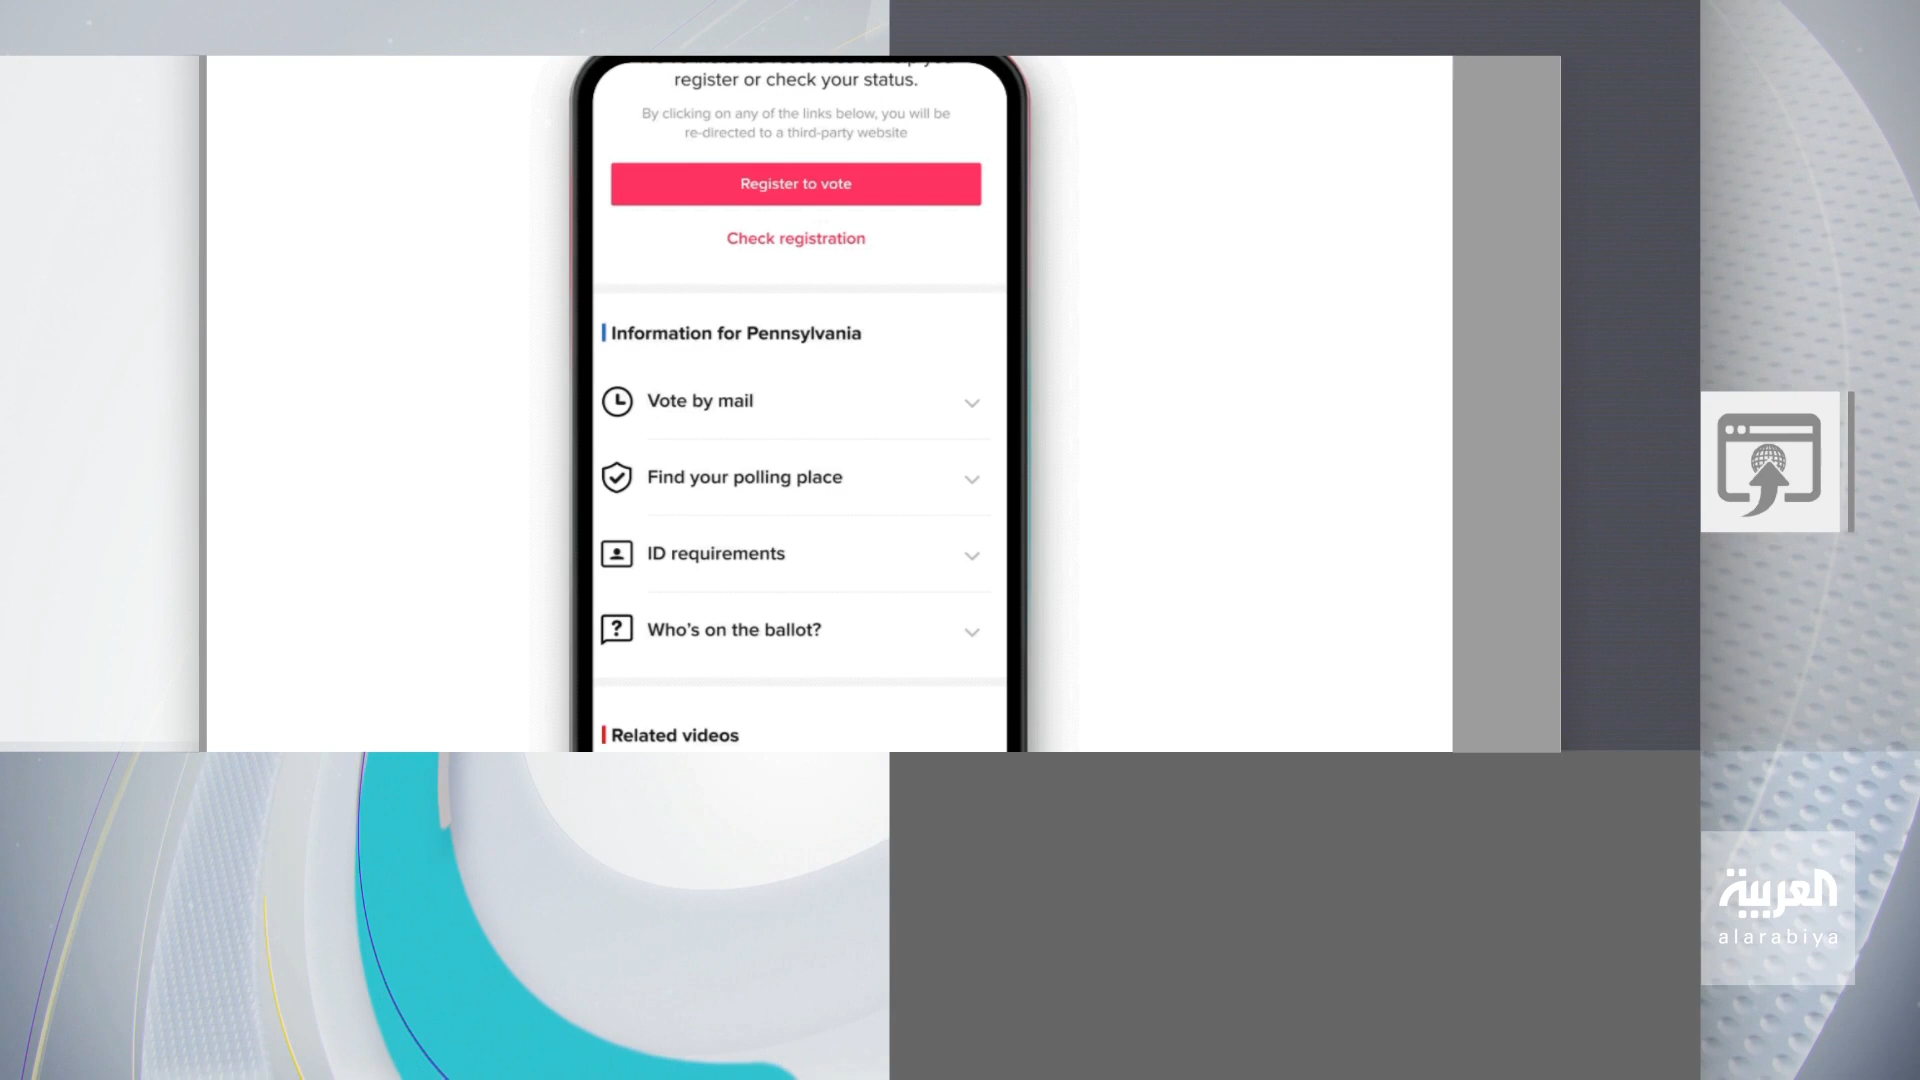 register or check your status.
By clicking on any of the links below, you will be
re-directed to a third-party website
Register to vote
Check registration
Information for Pennsylvania
Vote by mail
Find your polling place
ID requirements
Who's on the ballot?
Related videos
العربية
alarabiya